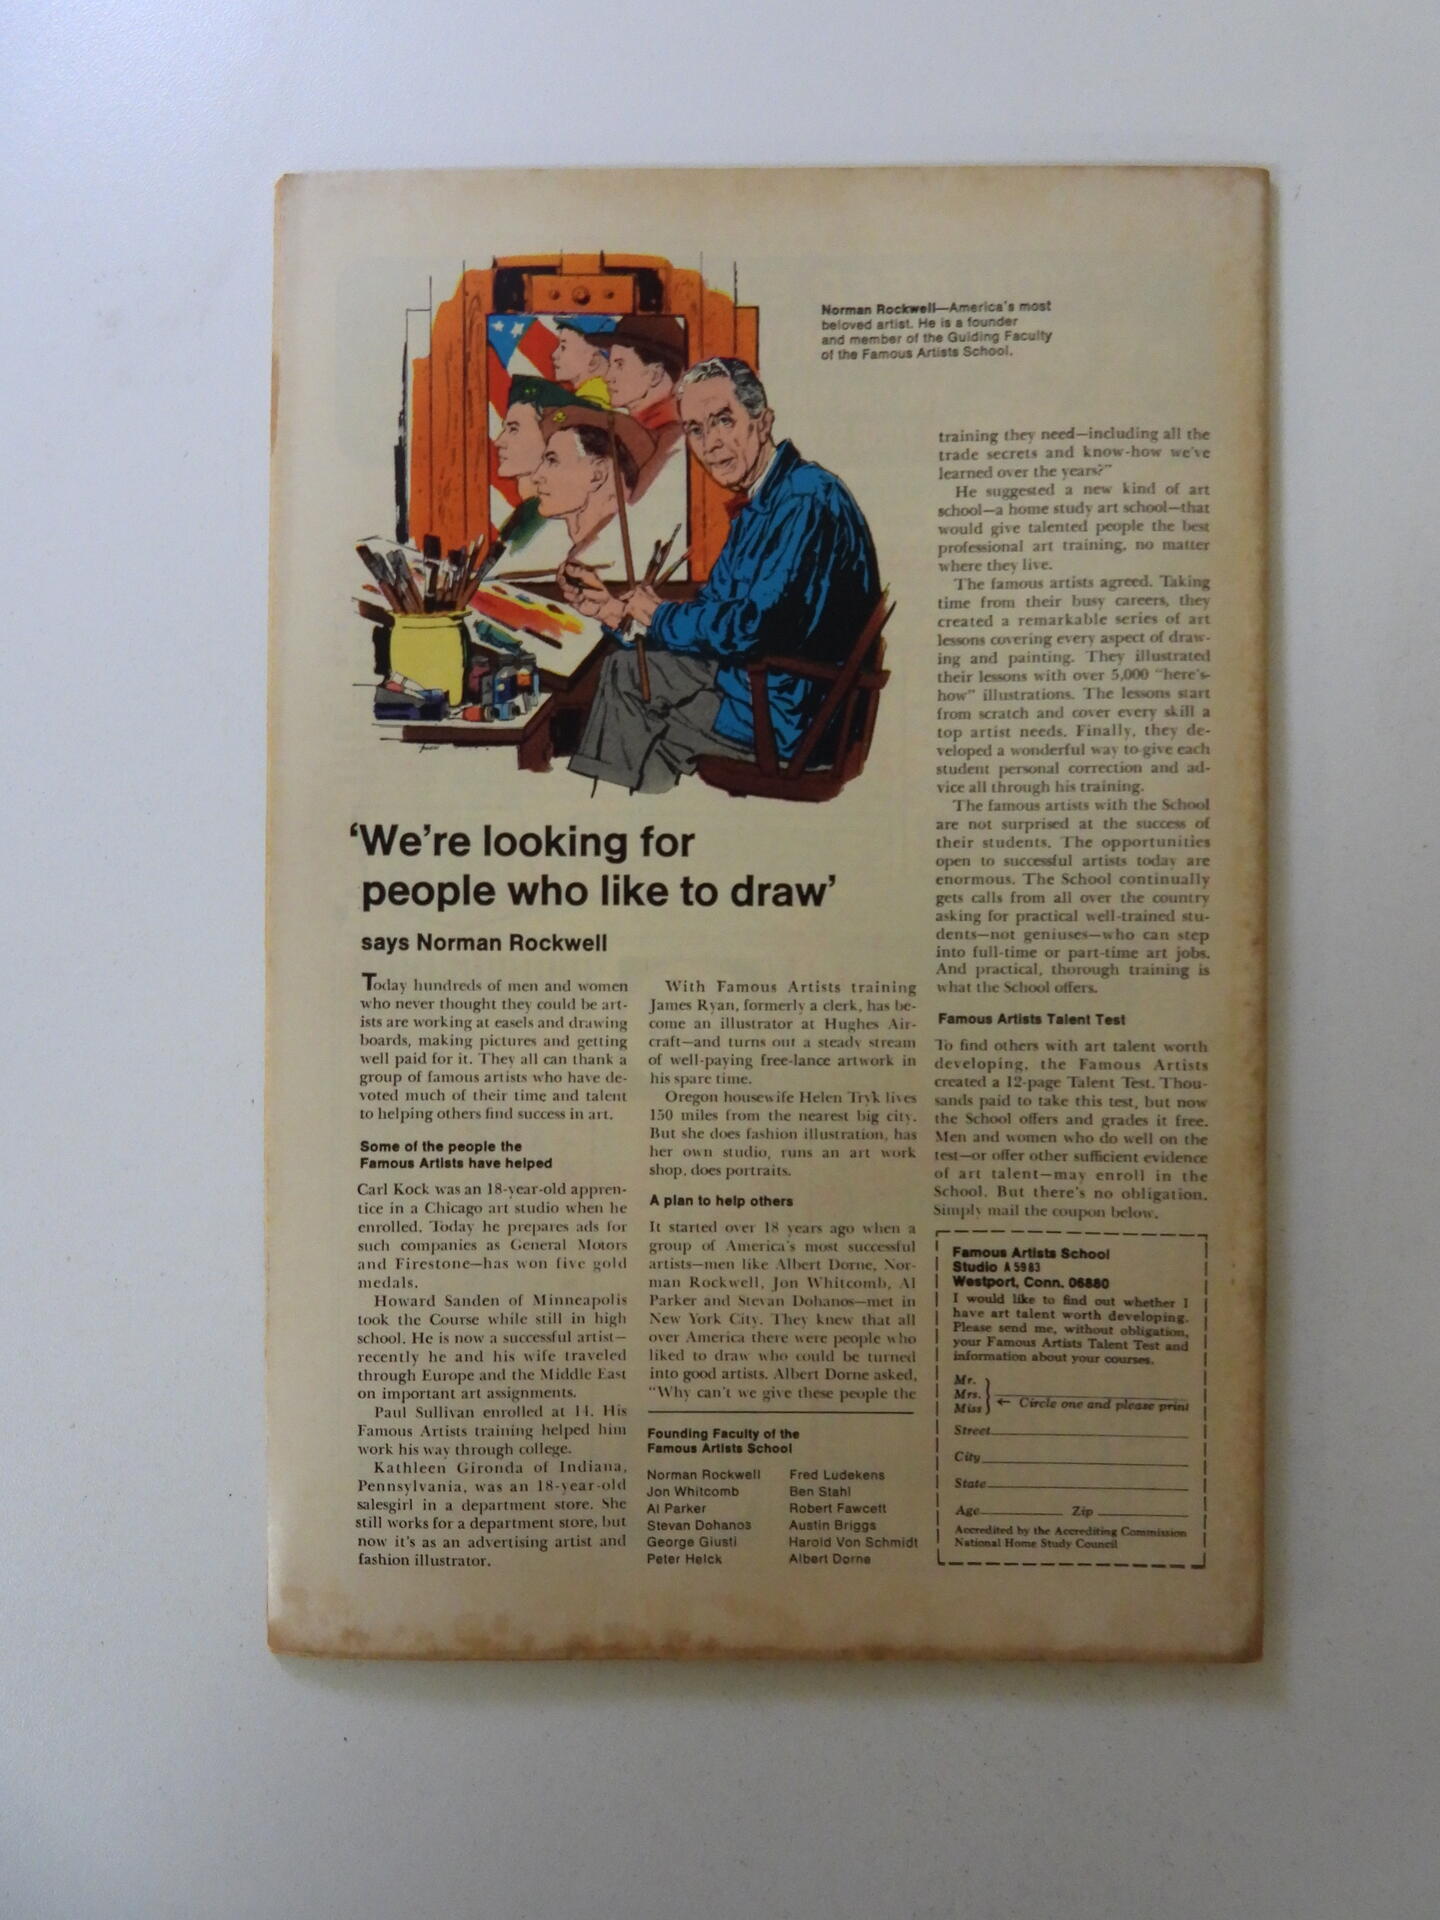 Norman Rockwell—America's most
beloved artist. He is a founder
and member of the Guiding Faculty
of the Famous Artists School.
'We're looking for
people who like to draw'
says Norman Rockwell
Today hundreds of men and women
who never thought they could be art-
ists are working at easels and drawing
boards, making pictures and getting
well paid for it. They all can thank a
group of famous artists who have de-
voted much of their time and talent
to helping others find success in art.
Some of the people the
Famous Artists have helped
Carl Kock was an 18-year-old appren-
tice in a Chicago art studio when he
enrolled. Today he prepares ads for
such companies as General Motors
and Firestone—has won five gold
medals.
Howard Sanden of Minneapolis
took the Course while still in high
school. He is now a successful artist—
recently he and his wife traveled
through Europe and the Middle East
on important art assignments.
Paul Sullivan enrolled at 14. His
Famous Artists training helped him
work his way through college.
Kathleen Gironda of Indiana,
Pennsylvania, was an 18-year-old
salesgirl in a department store. She
still works for a department store, but
now it's as an advertising artist and
fashion illustrator.
With Famous Artists training
James Ryan, formerly a clerk, has be-
come an illustrator at Hughes Air-
craft—and turns out a steady stream
of well-paying free-lance artwork in
his spare time.
Oregon housewife Helen Tryk lives
150 miles from the nearest big city.
But she does fashion illustration, has
her own studio, runs an art work
shop, does portraits.
A plan to help others
It started over 18 years ago when a
group of America's most successful
artists—men like Albert Dorne, Nor-
man Rockwell, Jon Whitcomb, Al
Parker and Stevan Dohanos—met in
New York City. They knew that all
over America there were people who
liked to draw who could be turned
into good artists. Albert Dorne asked,
"Why can't we give these people the
Founding Faculty of the
Famous Artists School
Norman Rockwell
Jon Whitcomb
Al Parker
Stevan Dohanos
George Giusti
Peter Helck
Fred Ludekens
Ben Stahl
Robert Fawcett
Austin Briggs
Harold Von Schmidt
Albert Dorne
training they need—including all the
trade secrets and know-how we've
learned over the years?"
He suggested a new kind of art
school—a home study art school—that
would give talented people the best
professional art training, no matter
where they live.
The famous artists agreed. Taking
time from their busy careers, they
created a remarkable series of art
lessons covering every aspect of draw-
ing and painting. They illustrated
their lessons with over 5,000 "here's-
how" illustrations. The lessons start
from scratch and cover every skill a
top artist needs. Finally, they de-
veloped a wonderful way to give each
student personal correction and ad-
vice all through his training.
The famous artists with the School
are not surprised at the success of
their students. The opportunities
open to successful artists today are
enormous. The School continually
gets calls from all over the country
asking for practical well-trained stu-
dents—not geniuses—who can step
into full-time or part-time art jobs.
And practical, thorough training is
what the School offers.
Famous Artists Talent Test
To find others with art talent worth
developing, the Famous Artists
created a 12-page Talent Test. Thou-
sands paid to take this test, but now
the School offers and grades it free.
Men and women who do well on the
test—or offer other sufficient evidence
of art talent—may enroll in the
School. But there's no obligation.
Simply mail the coupon below.
Famous Artists School
Studio A 5983
Westport, Conn. 06880
I would like to find out whether I
have art talent worth developing.
Please send me, without obligation,
your Famous Artists Talent Test and
information about your courses.
Mr.
Mrs.
Miss ← Circle one and please print
Street
City
State
Age Zip
Accredited by the Accrediting Commission
National Home Study Council